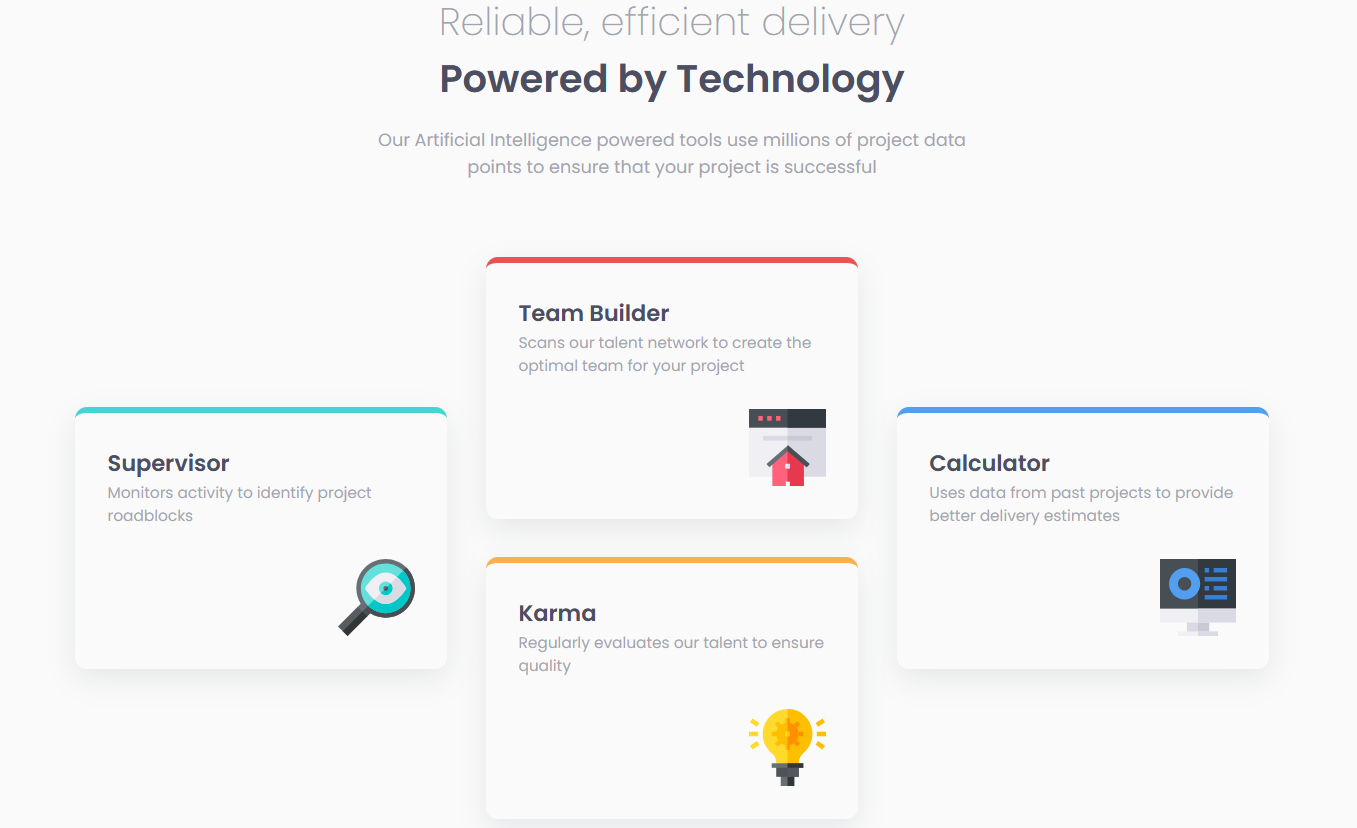 Reliable, efficient delivery
Powered by Technology
Our Artificial Intelligence powered tools use millions of project data
points to ensure that your project is successful
Supervisor
Monitors activity to identify project
roadblocks
Team Builder
Scans our talent network to create the
optimal team for your project
Karma
Regularly evaluates our talent to ensure
quality
Calculator
Uses data from past projects to provide
better delivery estimates